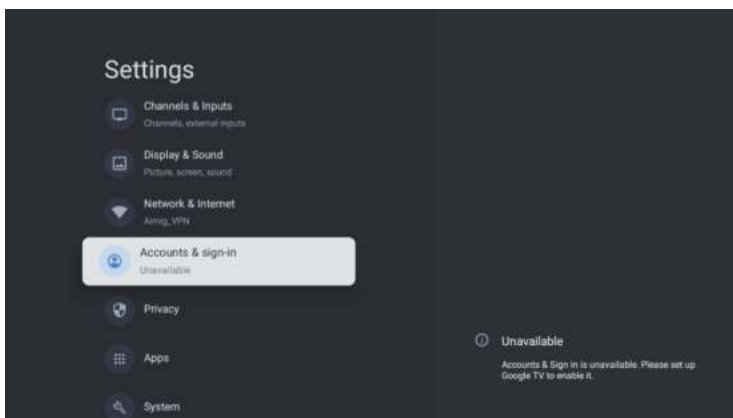 Settings
Channels & Inputs
Channels, external inputs
Display & Sound
Picture, screen, sound
Network & Internet
Accounts & sign-in
Unavailable
Privacy
Apps
System
Unavailable
Accounts & Sign in is unavailable. Please set up
Google TV to enable it.